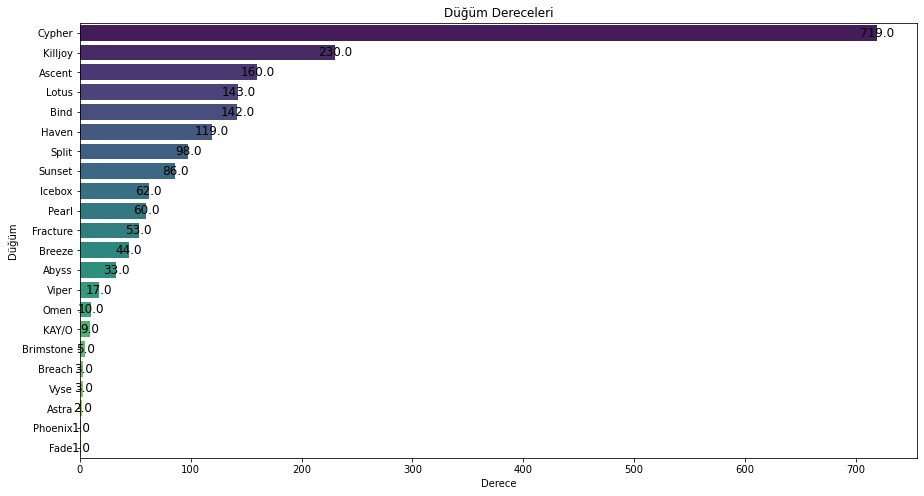 Düğüm Dereceleri
Düğüm
Cypher 719.0
Killjoy 230.0
Ascent 160.0
Lotus 143.0
Bind 142.0
Haven 119.0
Split 98.0
Sunset 86.0
Icebox 62.0
Pearl 60.0
Fracture 53.0
Breeze 44.0
Abyss 33.0
Viper 17.0
Omen 10.0
KAY/O 9.0
Brimstone 5.0
Breach 3.0
Vyse 3.0
Astra 2.0
Phoenix 1.0
Fade 1.0
0 100 200 300 400 500 600 700
Derece